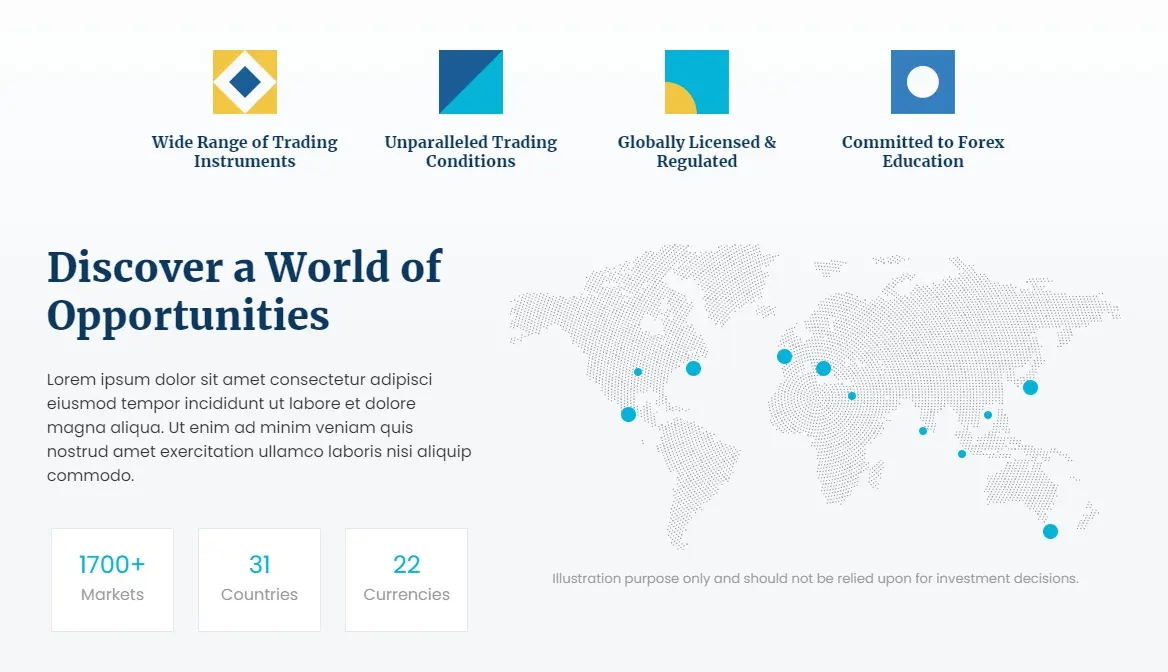 Wide Range of Trading
Instruments
Unparalleled Trading
Conditions
Globally Licensed &
Regulated
Committed to Forex
Education
Discover a World of
Opportunities
Lorem ipsum dolor sit amet consectetur adipisci
eiusmod tempor incididunt ut labore et dolore
magna aliqua. Ut enim ad minim veniam quis
nostrud amet exercitation ullamco laboris nisi aliquip
commodo.
1700+
Markets
31
Countries
22
Currencies
Illustration purpose only and should not be relied upon for investment decisions.